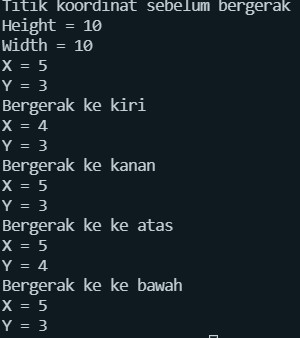 Titik koordinat sebelum bergerak
Height = 10
Width = 10
X = 5
Y = 3
Bergerak ke kiri
X = 4
Y = 3
Bergerak ke kanan
X = 5
Y = 3
Bergerak ke ke atas
X = 5
Y = 4
Bergerak ke ke bawah
X = 5
Y = 3